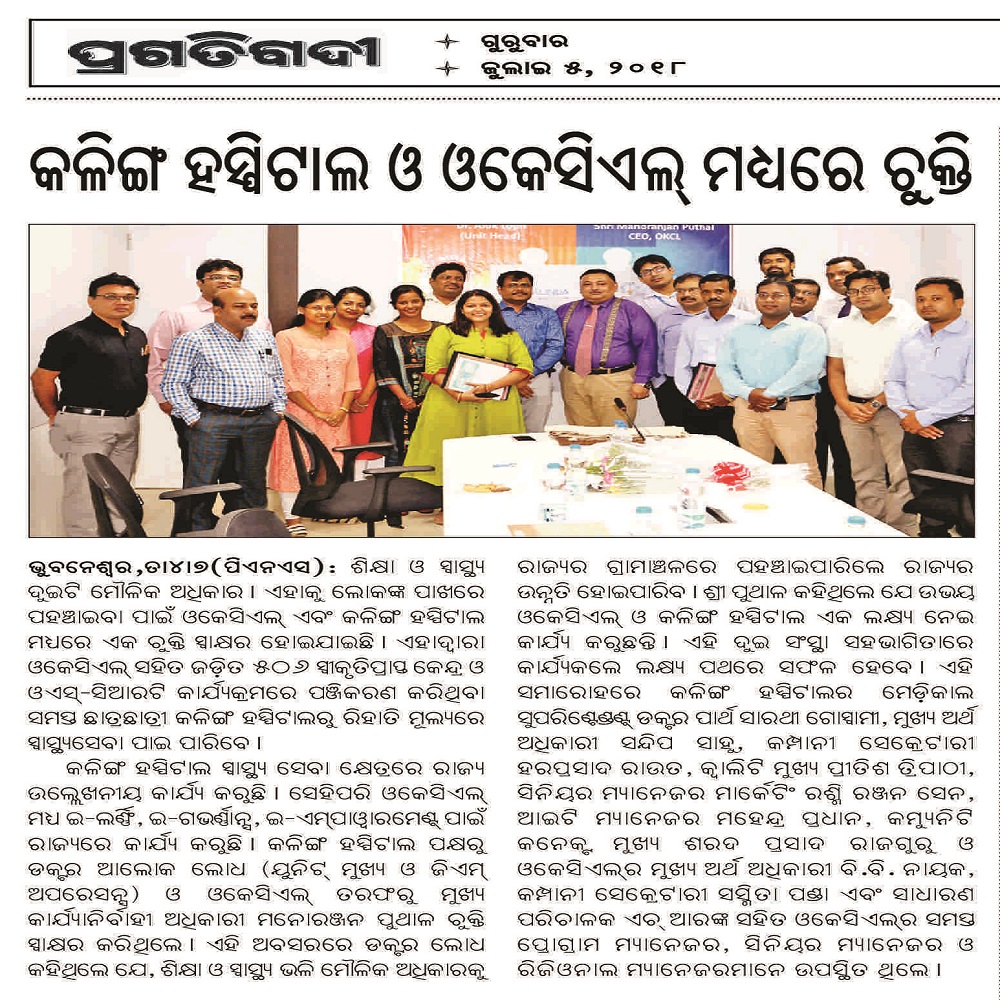 ପ୍ରଗତିବାଦୀ
ଗୁରୁବାର
ଜୁଲାଇ ୫, ୨୦୧୮
କଳିଙ୍ଗ ହସ୍ପିଟାଲ ଓ ଓକେସିଏଲ୍ ମଧ୍ୟରେ ଚୁକ୍ତି
(Unit Head)
Shri Manoranjan Puthal
CEO, OKCL
ଭୁବନେଶ୍ୱର,ତା୪ା୭(ପିଏନଏସ): ଶିକ୍ଷା ଓ ସ୍ୱାସ୍ଥ୍ୟ
ଦୁଇଟି ମୌଳିକ ଅଧିକାର । ଏହାକୁ ଲୋକଙ୍କ ପାଖରେ
ପହଞ୍ଚାଇବା ପାଇଁ ଓକେସିଏଲ୍ ଏବଂ କଳିଙ୍ଗ ହସ୍ପିଟାଲ
ମଧ୍ୟରେ ଏକ ଚୁକ୍ତି ସ୍ୱାକ୍ଷର ହୋଇଯାଇଛି । ଏହାଦ୍ୱାରା
ଓକେସିଏଲ୍ ସହିତ ଜଡ଼ିତ ୫୦୬ ସ୍ୱୀକୃତିପ୍ରାପ୍ତ କେନ୍ଦ୍ର ଓ
ଓଏସ୍-ସିଆରଟି କାର୍ଯ୍ୟକ୍ରମରେ ପଞ୍ଜିକରଣ କରିଥିବା
ସମସ୍ତ ଛାତ୍ରଛାତ୍ରୀ କଳିଙ୍ଗ ହସ୍ପିଟାଲରୁ ରିହାତି ମୂଲ୍ୟରେ
ସ୍ୱାସ୍ଥ୍ୟସେବା ପାଇ ପାରିବେ ।
କଳିଙ୍ଗ ହସ୍ପିଟାଲ ସ୍ୱାସ୍ଥ୍ୟ ସେବା କ୍ଷେତ୍ରରେ ରାଜ୍ୟ
ଉଲ୍ଲେଖନୀୟ କାର୍ଯ୍ୟ କରୁଛି । ସେହିପରି ଓକେସିଏଲ୍
ମଧ୍ୟ ଇ-ଲର୍ଣ୍ଣିଂ, ଇ-ଗଭର୍ଣ୍ଣାନ୍ସ, ଇ-ଏମ୍ପାୱାରମେଣ୍ଟ ପାଇଁ
ରାଜ୍ୟରେ କାର୍ଯ୍ୟ କରୁଛି । କଳିଙ୍ଗ ହସ୍ପିଟାଲ ପକ୍ଷରୁ
ଡକ୍ଟର ଆଲୋକ ଲୋଧ (ଯୁନିଟ୍ ମୁଖ୍ୟ ଓ ଜିଏମ୍
ଅପରେସନ୍ସ) ଓ ଓକେସିଏଲ୍ ତରଫରୁ ମୁଖ୍ୟ
କାର୍ଯ୍ୟାନିର୍ବାହୀ ଅଧିକାରୀ ମନୋରଞ୍ଜନ ପୁଥାଳ ଚୁକ୍ତି
ସ୍ୱାକ୍ଷର କରିଥିଲେ । ଏହି ଅବସରରେ ଡକ୍ଟର ଲୋଧ
କହିଥିଲେ ଯେ, ଶିକ୍ଷା ଓ ସ୍ୱାସ୍ଥ୍ୟ ଭଳି ମୌଳିକ ଅଧିକାରକୁ
ରାଜ୍ୟର ଗ୍ରାମାଞ୍ଚଳରେ ପହଞ୍ଚାଇପାରିଲେ ରାଜ୍ୟର
ଉନ୍ନତି ହୋଇପାରିବ । ଶ୍ରୀ ପୁଥାଳ କହିଥିଲେ ଯେ ଉଭୟ
ଓକେସିଏଲ୍ ଓ କଳିଙ୍ଗ ହସ୍ପିଟାଲ ଏକ ଲକ୍ଷ୍ୟ ନେଇ
କାର୍ଯ୍ୟ କରୁଛନ୍ତି । ଏହି ଦୁଇ ସଂସ୍ଥା ସହଭାଗିତାରେ
କାର୍ଯ୍ୟକଲେ ଲକ୍ଷ୍ୟ ପଥରେ ସଫଳ ହେବେ । ଏହି
ସମାରୋହରେ କଳିଙ୍ଗ ହସ୍ପିଟାଲର ମେଡ଼ିକାଲ
ସୁପରିଣ୍ଟେଣ୍ଡେଣ୍ଟ ଡକ୍ଟର ପାର୍ଥ ସାରଥୀ ଗୋସ୍ୱାମୀ, ମୁଖ୍ୟ ଅର୍ଥ
ଅଧିକାରୀ ସନ୍ଦିପ ସାହୁ, କମ୍ପାନୀ ସେକ୍ରେଟାରୀ
ହରପ୍ରସାଦ ରାଉତ, କ୍ୱାଲିଟି ମୁଖ୍ୟ ପ୍ରୀତିଶ ତ୍ରିପାଠୀ,
ସିନିୟର ମ୍ୟାନେଜର ମାର୍କେଟିଂ ରଶ୍ମି ରଞ୍ଜନ ସେନ,
ଆଇଟି ମ୍ୟାନେଜର ମହେନ୍ଦ୍ର ପ୍ରଧାନ, କମ୍ୟୁନିଟି
କନେକ୍ଟ ମୁଖ୍ୟ ଶରଦ ପ୍ରସାଦ ରାଜଗୁରୁ ଓ
ଓକେସିଏଲ୍‌ର ମୁଖ୍ୟ ଅର୍ଥ ଅଧିକାରୀ ବି.ବି. ନାୟକ,
କମ୍ପାନୀ ସେକ୍ରେଟାରୀ ସସ୍ମିତା ପଣ୍ଡା ଏବଂ ସାଧାରଣ
ପରିଚାଳକ ଏଚ୍ ଆରଙ୍କ ସହିତ ଓକେସିଏଲ୍‌ର ସମସ୍ତ
ପ୍ରୋଗ୍ରାମ ମ୍ୟାନେଜର, ସିନିୟର ମ୍ୟାନେଜର ଓ
ରିଜିଓନାଲ ମ୍ୟାନେଜରମାନେ ଉପସ୍ଥିତ ଥିଲେ ।